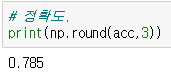 # 정확도.
print(np.round(acc,3))
0.785